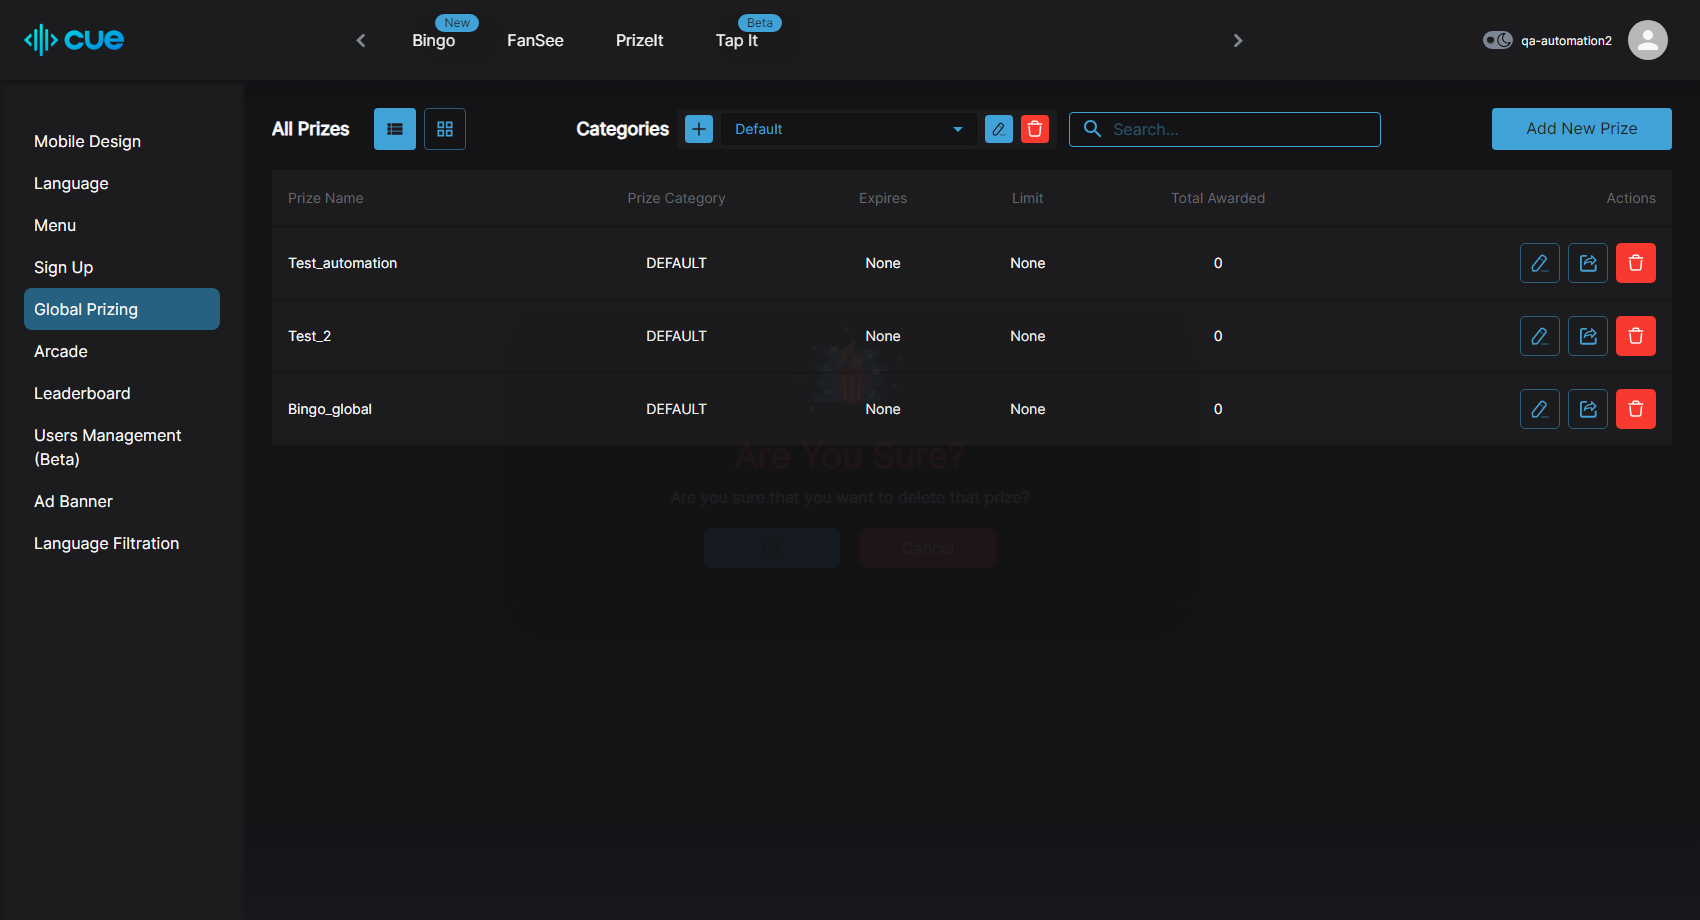 cue
New
Bingo
FanSee
PrizeIt
Beta
Tap It
qa-automation2
Mobile Design
Language
Menu
Sign Up
Global Prizing
Arcade
Leaderboard
Users Management
(Beta)
Ad Banner
Language Filtration
All Prizes
Categories
Default
Search...
Add New Prize
Prize Name Prize Category Expires Limit Total Awarded Actions
Test_automation DEFAULT None None 0
Test_2 DEFAULT None None 0
Bingo_global DEFAULT None None 0
Are You Sure?
Are you sure that you want to delete that prize?
Cancel